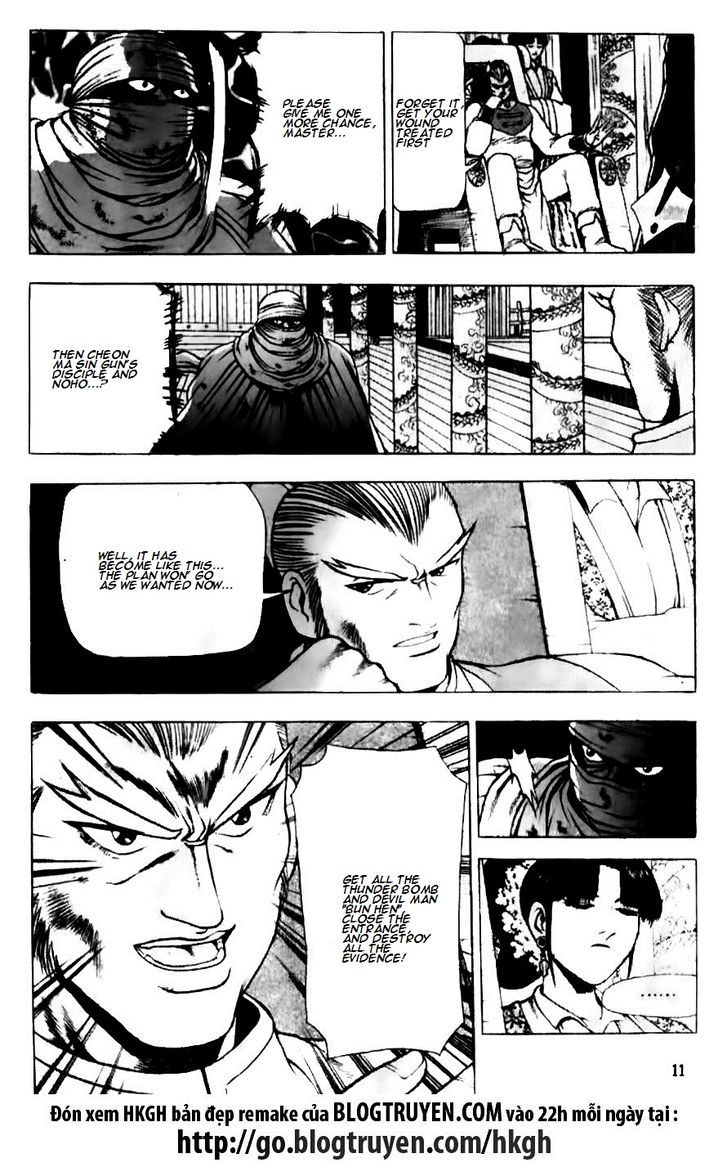 PLEASE
GIVE ME ONE
MORE CHANCE,
MASTER...
FORGET IT,
GET YOUR
WOUND
TREATED
FIRST
THEN CHEON
MA SIN GUN'S
DISCIPLE AND
NOHO...?
WELL, IT HAS
BECOME LIKE THIS...
THE PLAN WON' GO
AS WE WANTED NOW...
GET ALL THE
THUNDER BOMB
AND DEVIL MAN
"BUN HEN",
CLOSE THE
ENTRANCE,
AND DESTROY
ALL THE
EVIDENCE!
......
11
Đón xem HKGH bản đẹp remake của BLOGTRUYEN.COM vào 22h mỗi ngày tại :
http://go.blogtruyen.com/hkgh